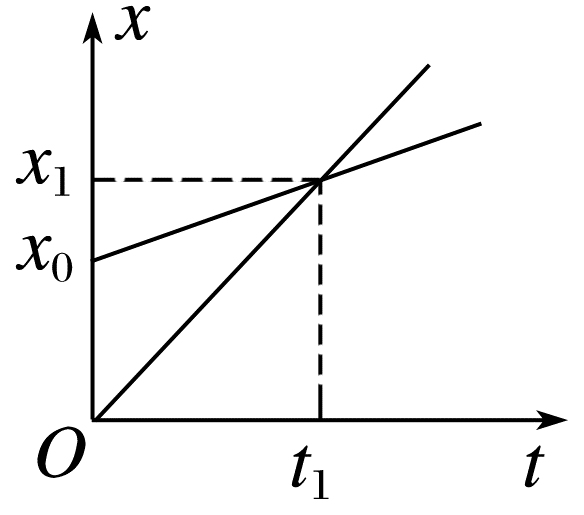 x
x₁
x₀
O
t₁
t